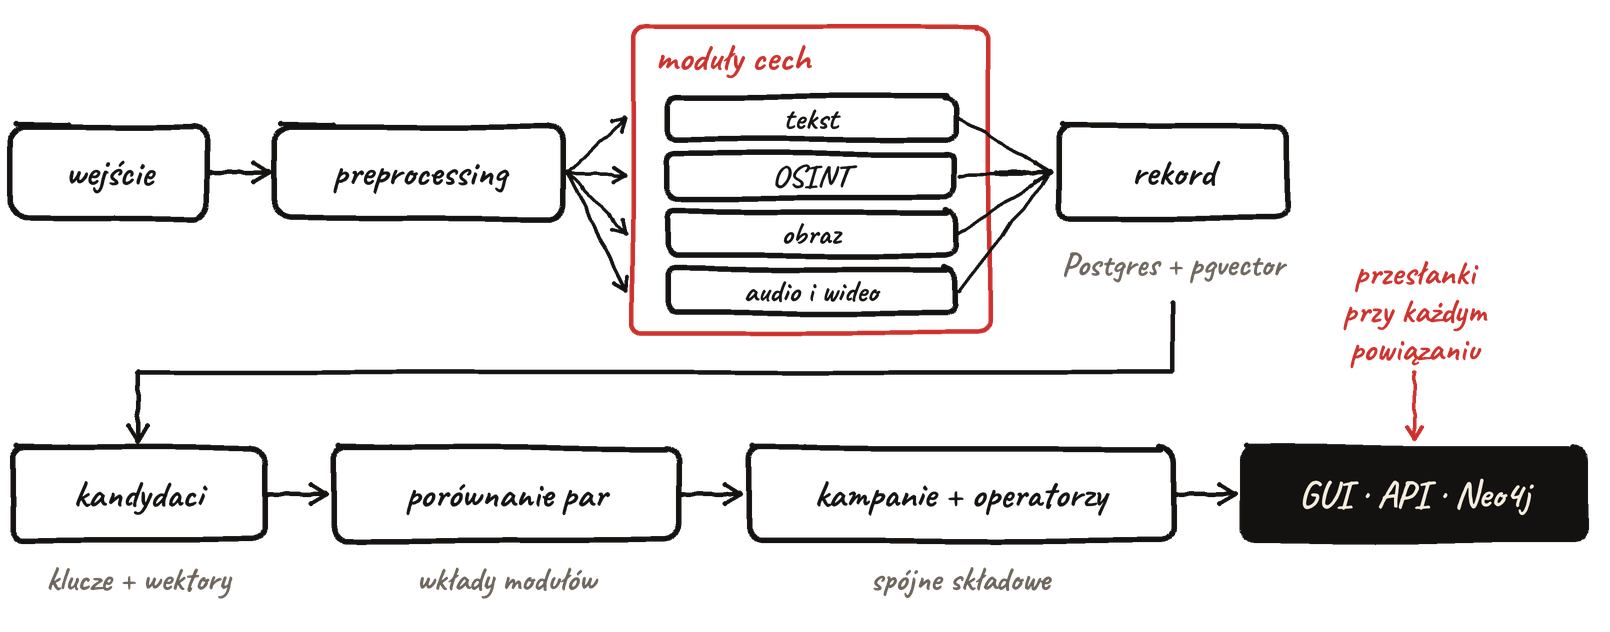 moduły cech
wejście
preprocessing
tekst
OSINT
obraz
audio i wideo
rekord
Postgres + pgvector
przesłanki
przy każdym
powiązaniu
kandydaci
porównanie par
kampanie + operatorzy
GUI · API · Neo4j
klucze + wektory
wkłady modułów
spójne składowe